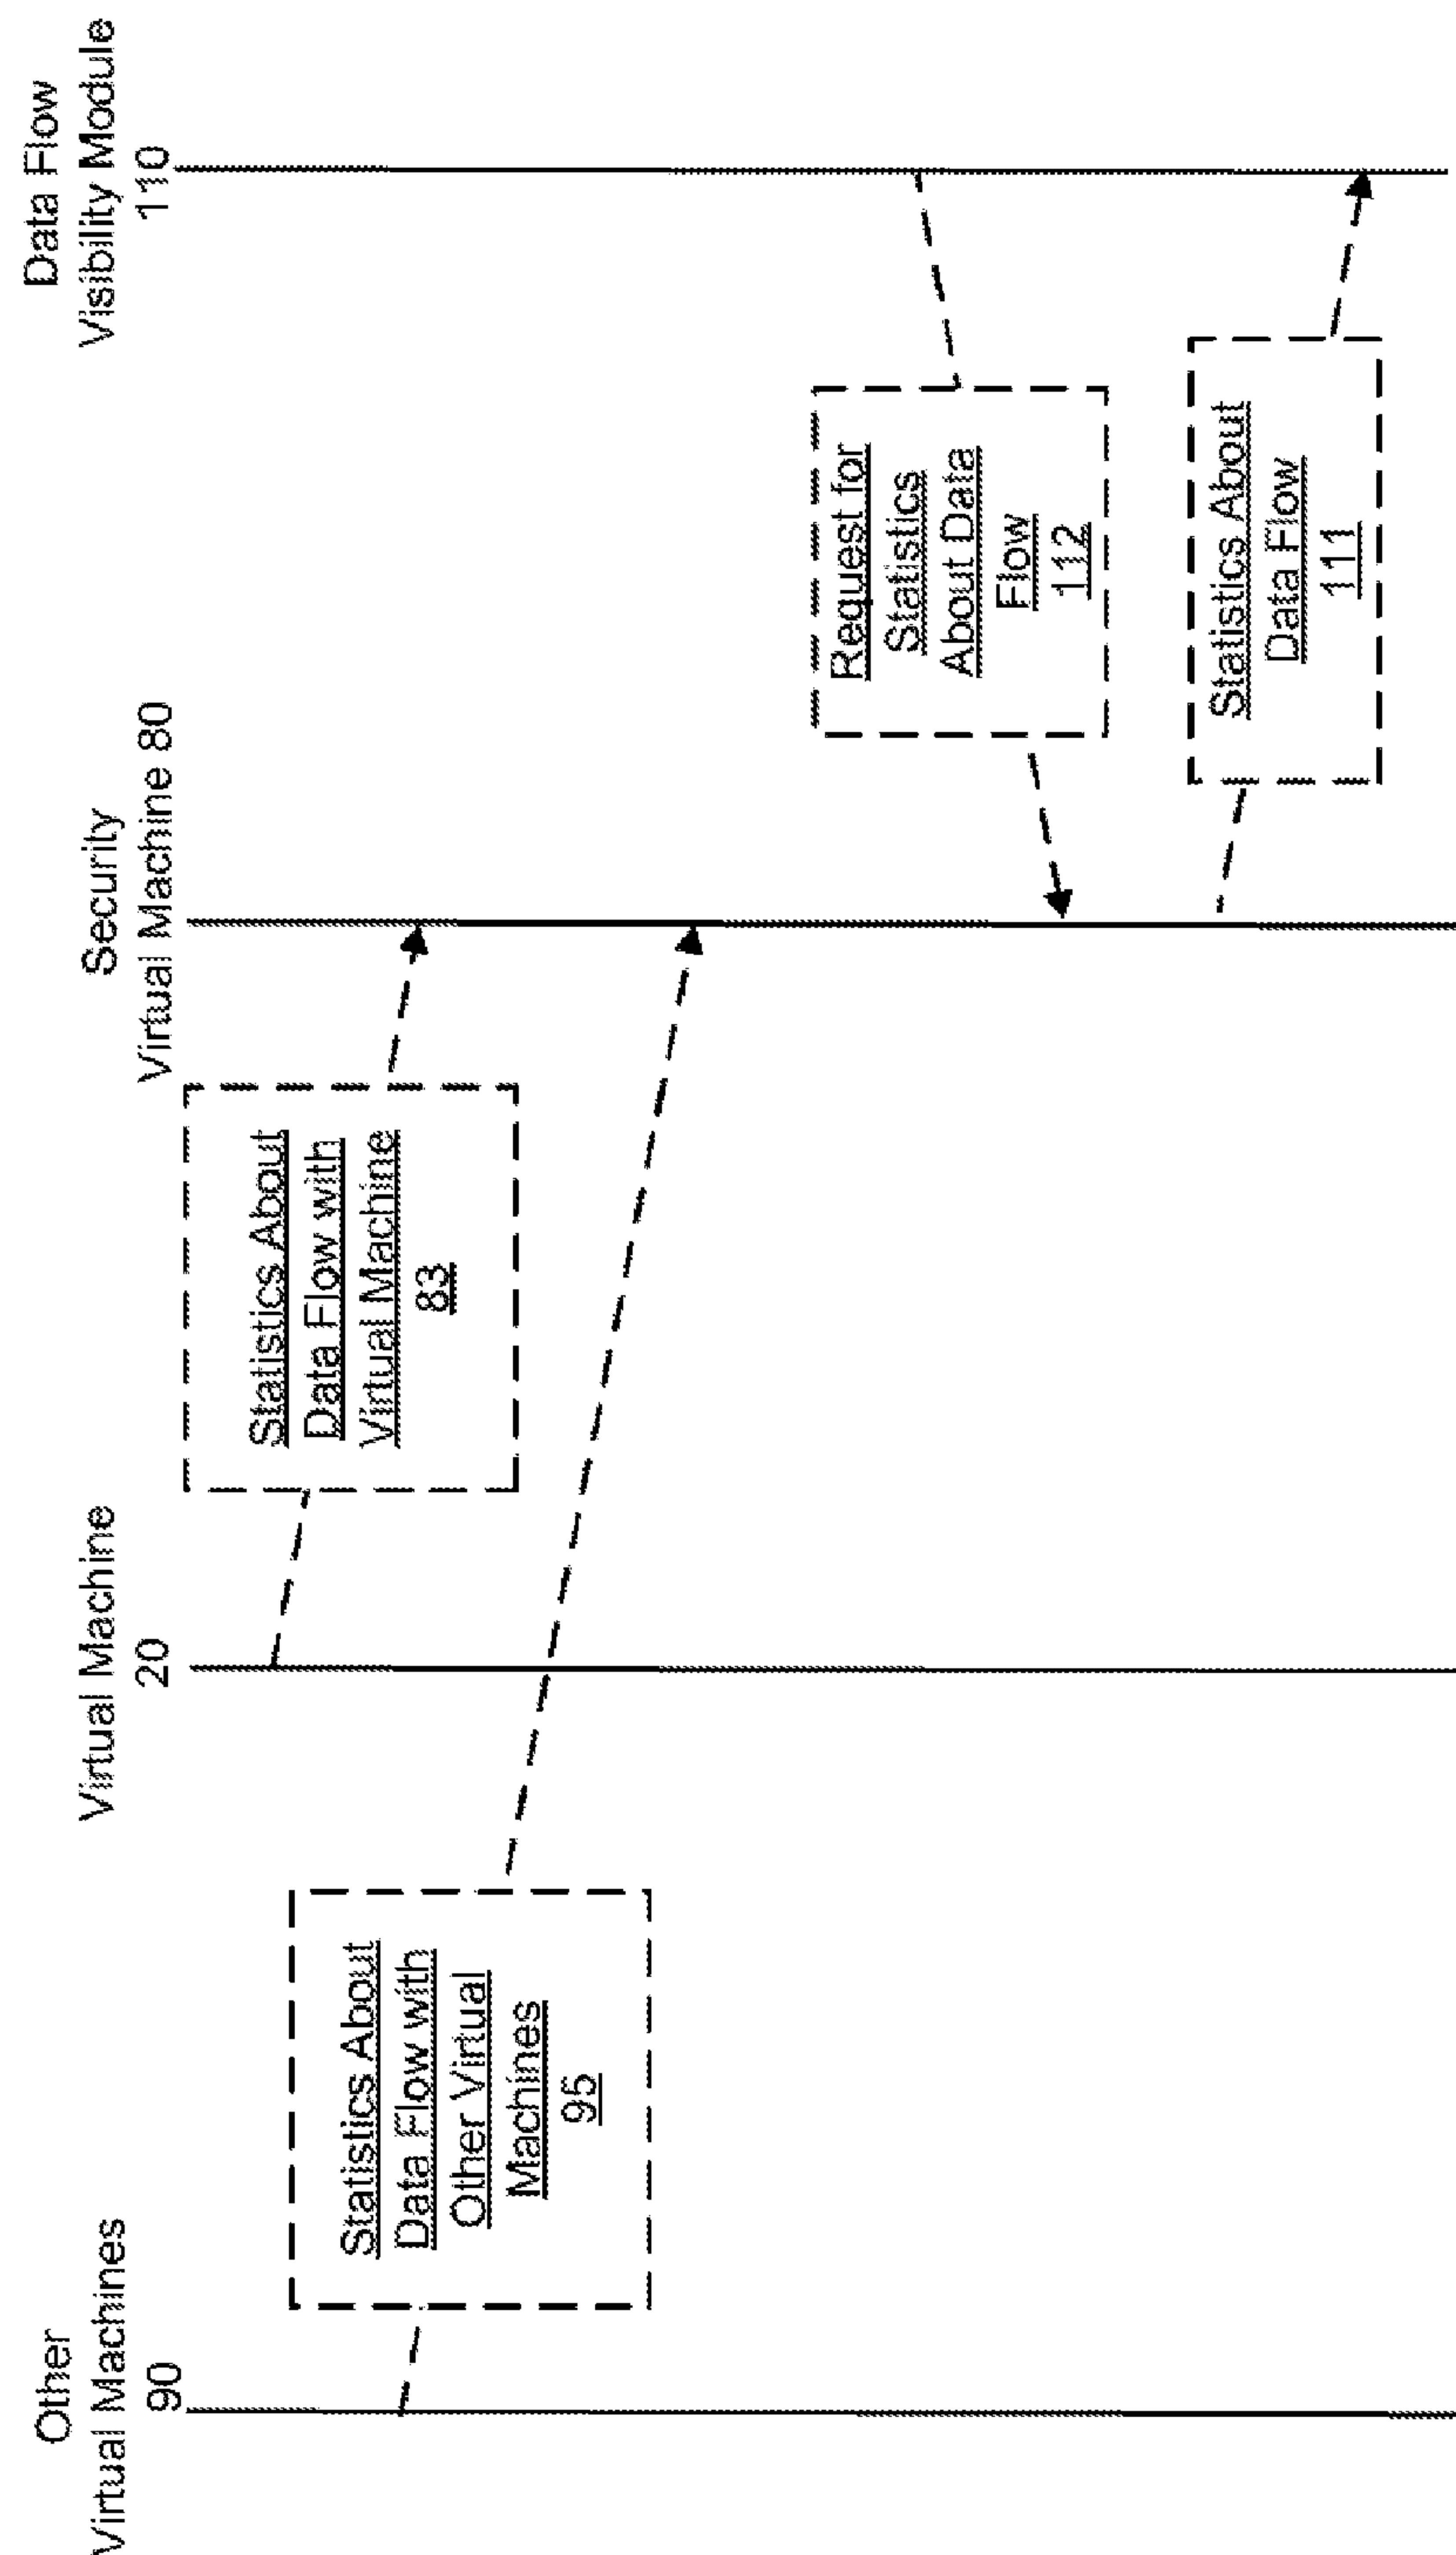 Other
Virtual Machines
90
Virtual Machine
20
Security
Virtual Machine 80
Data Flow
Visibility Module
110
Statistics About
Data Flow with
Virtual Machine
83
Statistics About
Data Flow with
Other Virtual
Machines
95
Request for
Statistics
About Data
Flow
112
Statistics About
Data Flow
111